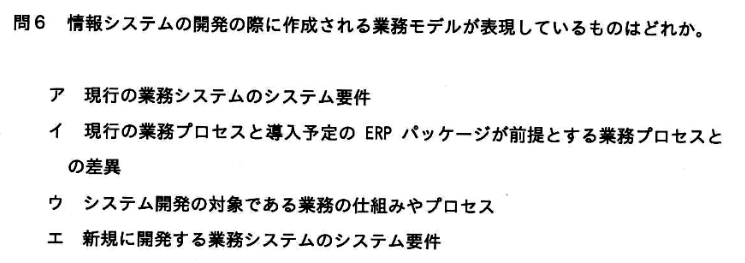 問6 情報システムの開発の際に作成される業務モデルが表現しているものはどれか。
ア 現行の業務システムのシステム要件
イ 現行の業務プロセスと導入予定の ERP パッケージが前提とする業務プロセスと
の差異
ウ システム開発の対象である業務の仕組みやプロセス
エ 新規に開発する業務システムのシステム要件